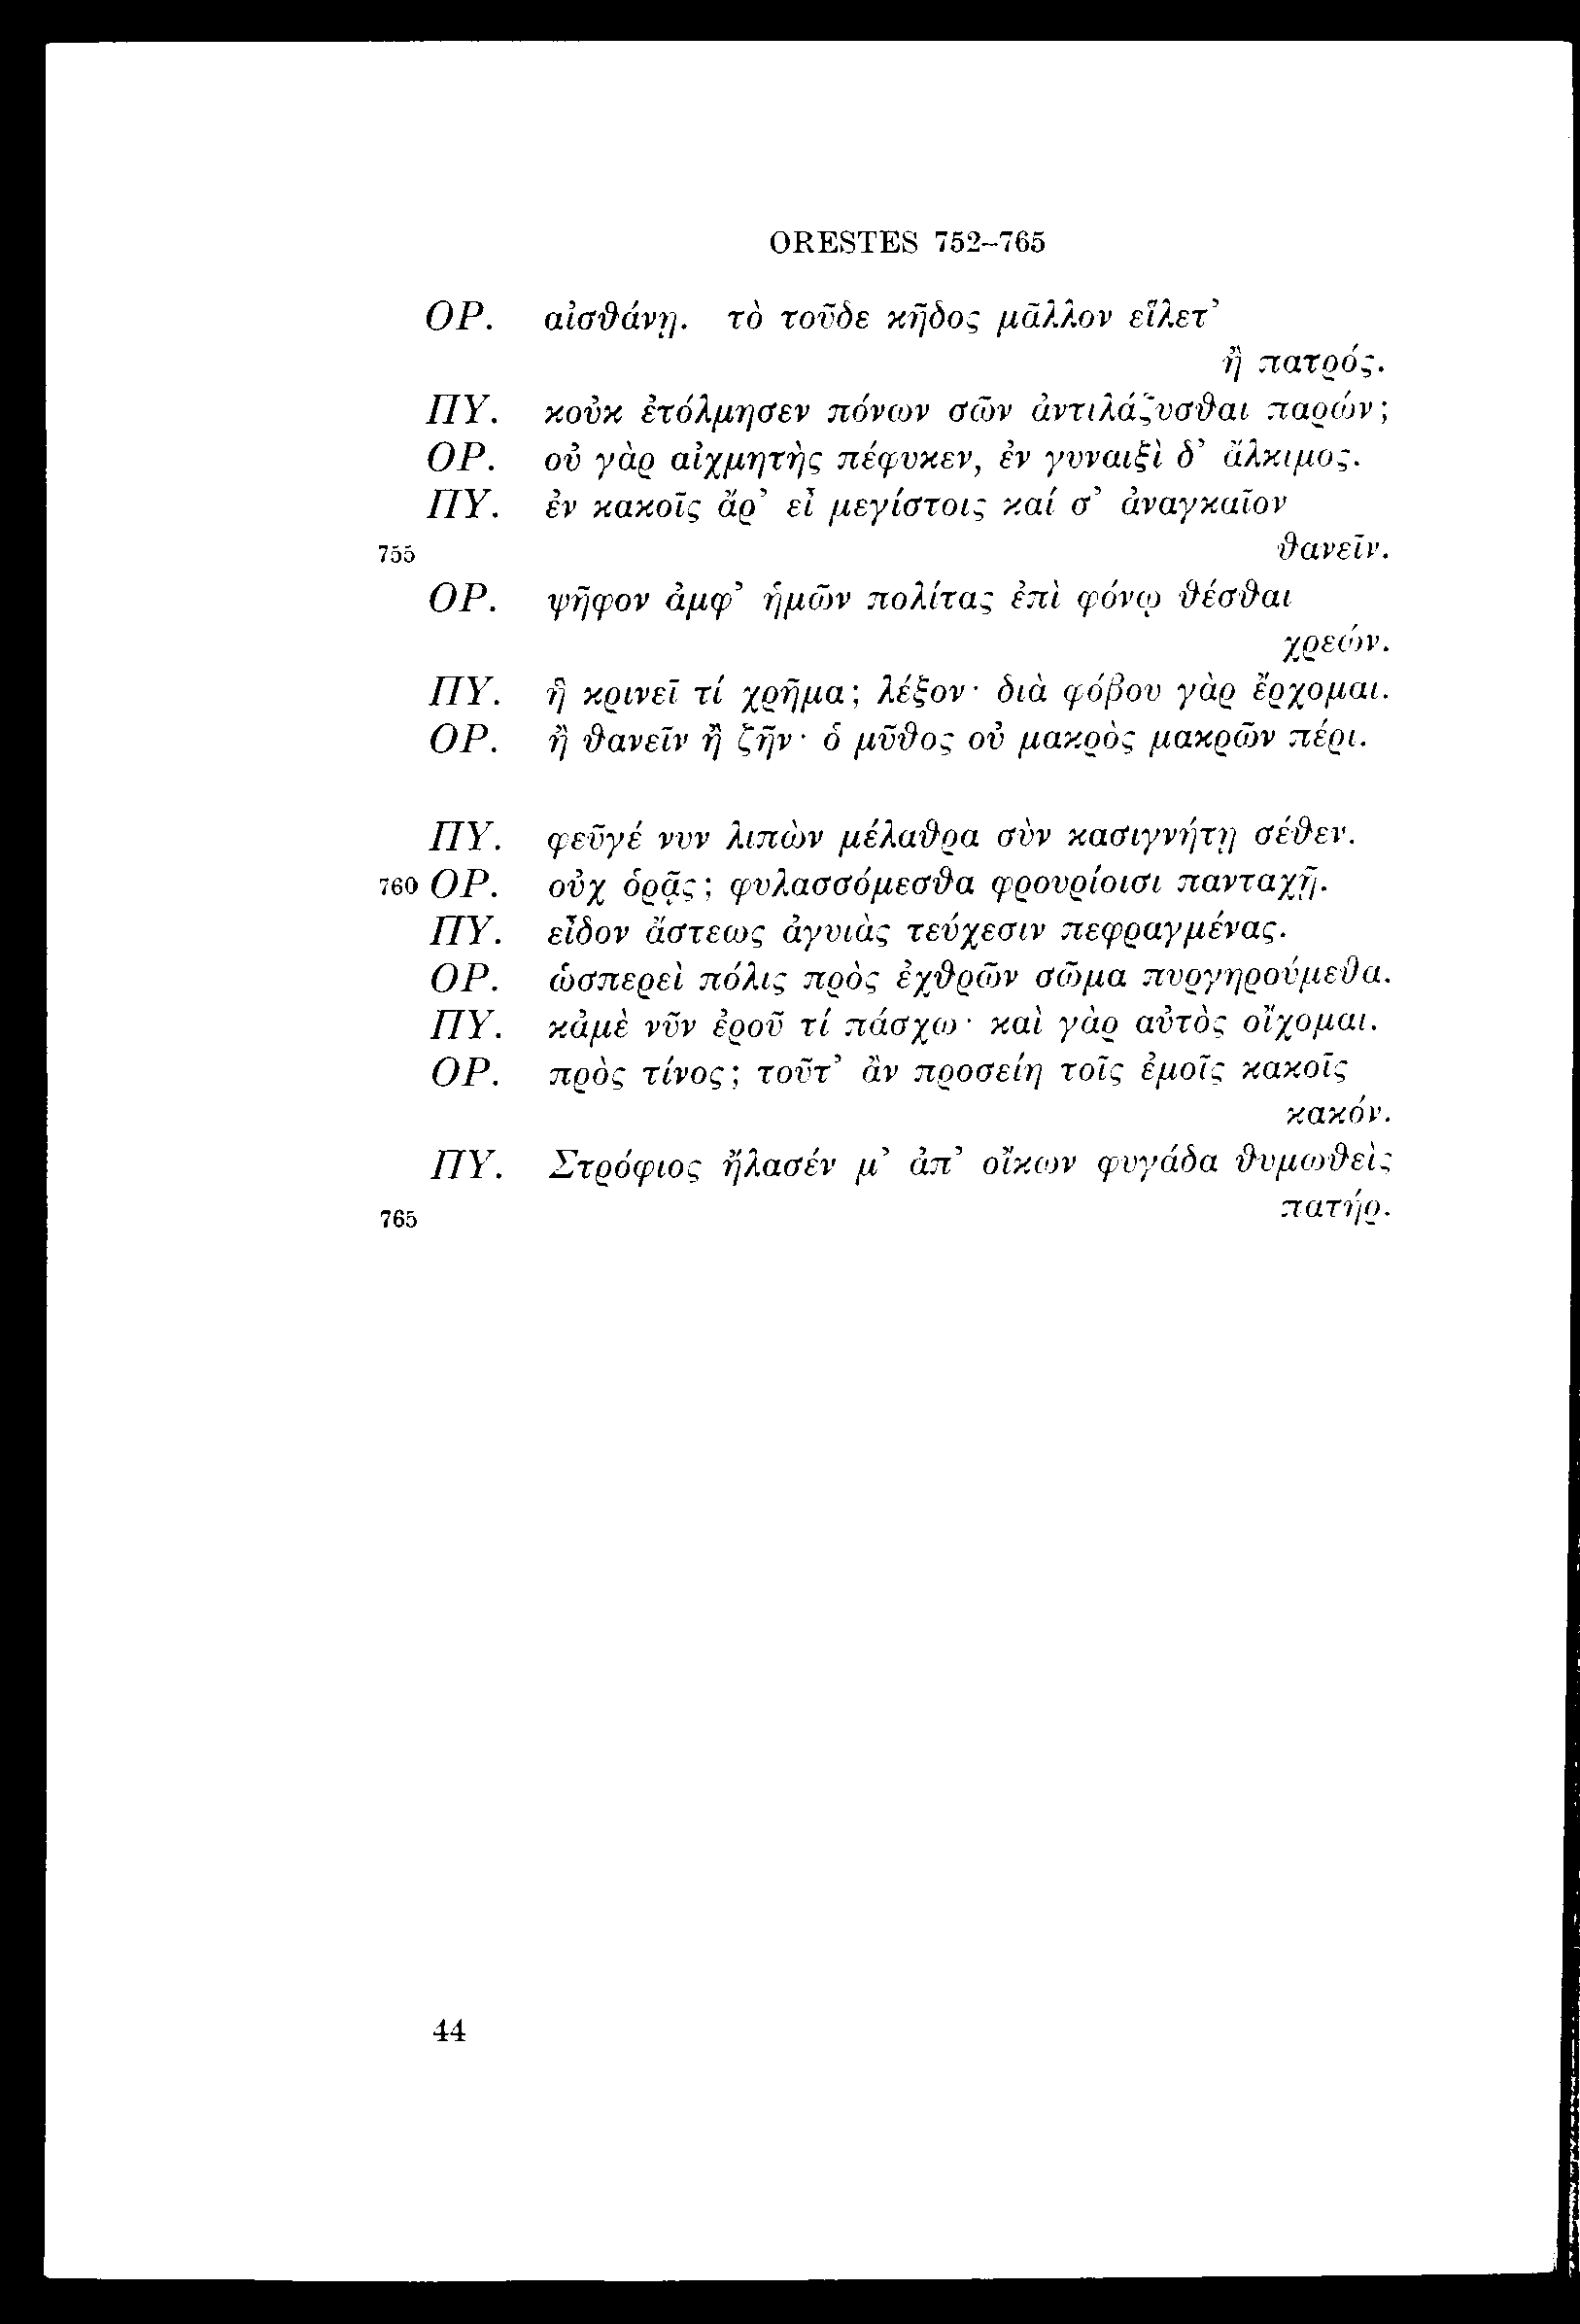 ORESTES 752–765
ΟΡ. αἰσθάνῃ. τὸ τοῦδε κῆδος μᾶλλον εἵλετ’
ἢ πατρός.
ΠΥ. κοὐκ ἐτόλμησεν πόνων σῶν ἀντιλάζυσθαι παρών;
ΟΡ. οὐ γὰρ αἰχμητὴς πέφυκεν, ἐν γυναιξὶ δ’ ἄλκιμος.
ΠΥ. ἐν κακοῖς ἄρ’ εἶ μεγίστοις καί σ’ ἀναγκαῖον
755 θανεῖν.
ΟΡ. ψῆφον ἀμφ’ ἡμῶν πολίτας ἐπὶ φόνῳ θέσθαι
χρεών.
ΠΥ. ἣ κρινεῖ τί χρῆμα; λέξον· διὰ φόβου γὰρ ἔρχομαι.
ΟΡ. ἢ θανεῖν ἢ ζῆν· ὁ μῦθος οὐ μακρὸς μακρῶν πέρι.
ΠΥ. φεῦγέ νυν λιπὼν μέλαθρα σὺν κασιγνήτῃ σέθεν.
760 ΟΡ. οὐχ ὁρᾷς; φυλασσόμεσθα φρουρίοισι πανταχῇ.
ΠΥ. εἶδον ἄστεως ἀγυιὰς τεύχεσιν πεφραγμένας.
ΟΡ. ὡσπερεὶ πόλις πρὸς ἐχθρῶν σῶμα πυργηρούμεθα.
ΠΥ. κἀμὲ νῦν ἐροῦ τί πάσχω· καὶ γὰρ αὐτὸς οἴχομαι.
ΟΡ. πρὸς τίνος; τοῦτ’ ἂν προσείη τοῖς ἐμοῖς κακοῖς
κακόν.
ΠΥ. Στρόφιος ἤλασέν μ’ ἀπ’ οἴκων φυγάδα θυμωθεὶς
765 πατήρ.
44